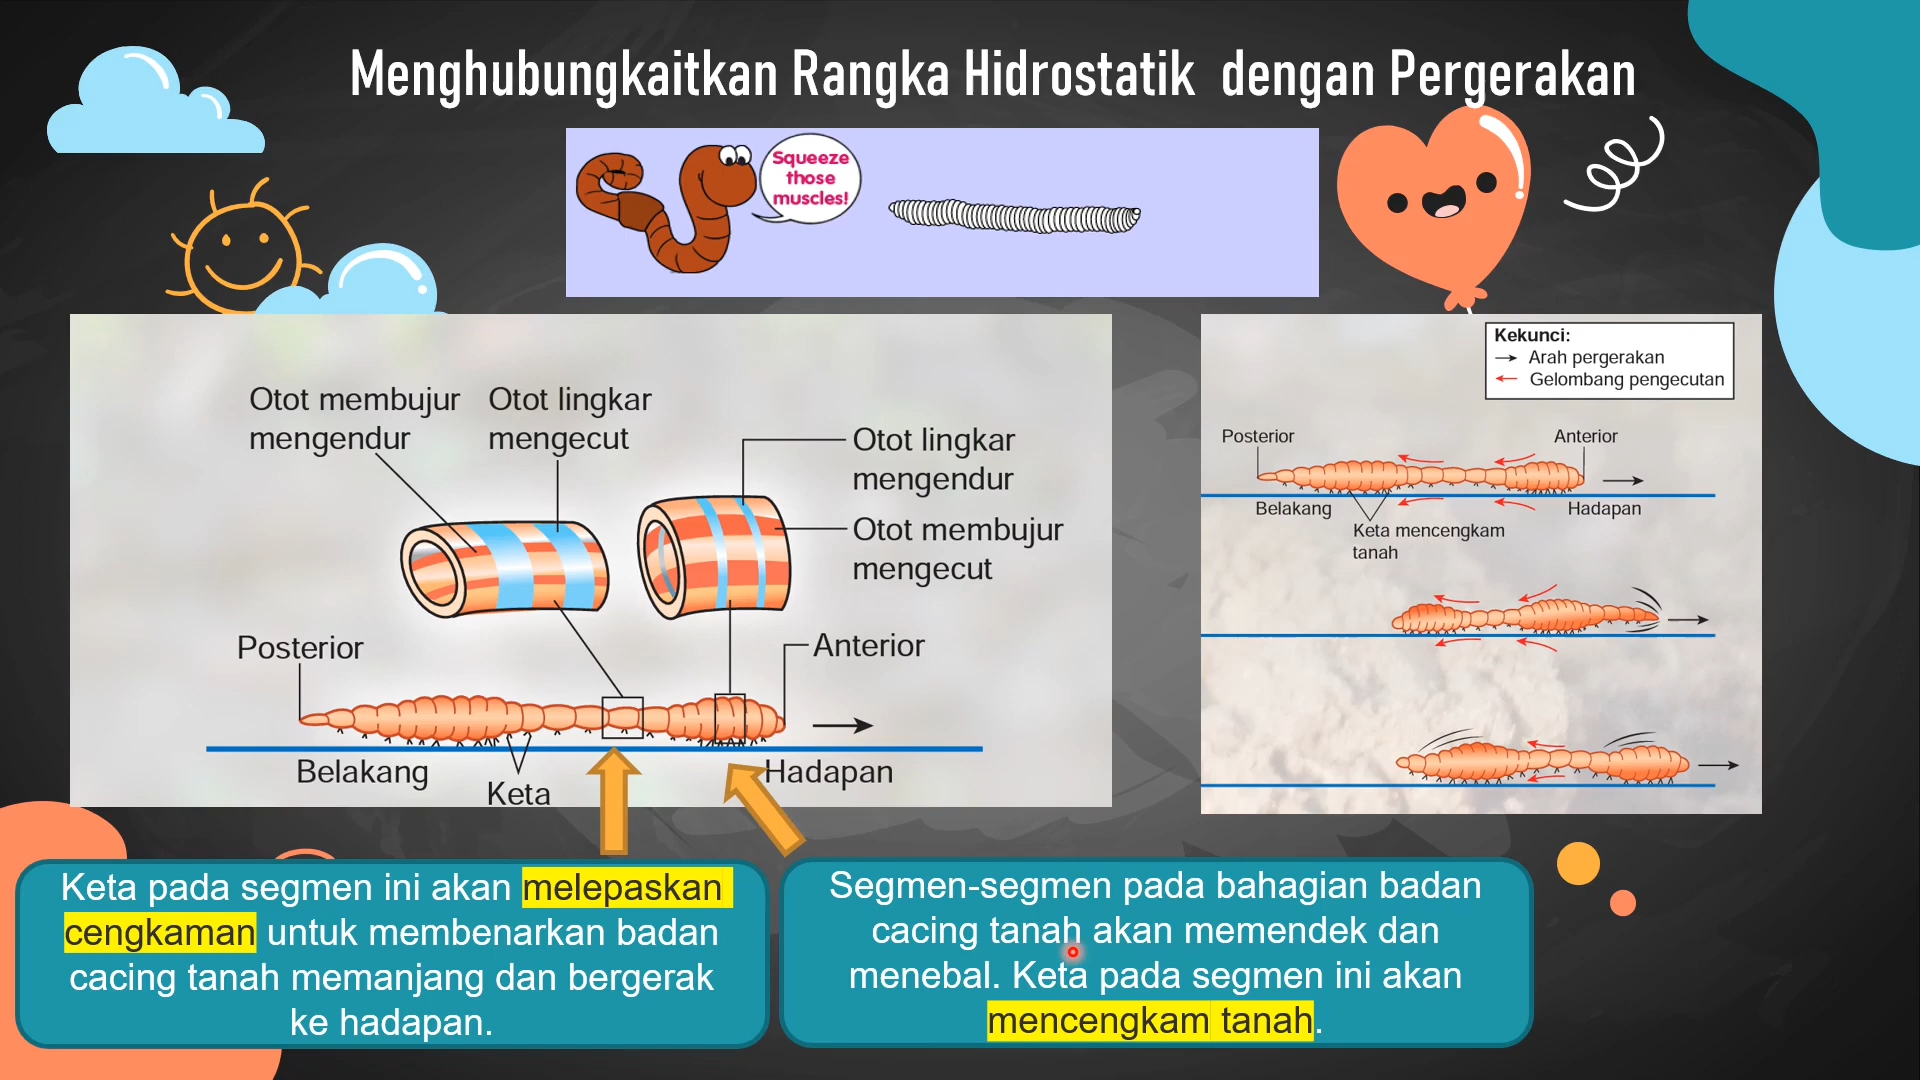 Menghubungkaitkan Rangka Hidrostatik dengan Pergerakan
Squeeze
those
muscles!
Otot membujur
mengendur
Otot lingkar
mengecut
Otot lingkar
mengendur
Otot membujur
mengecut
Posterior
Anterior
Belakang
Keta
Hadapan
Kekunci:
Arah pergerakan
Gelombang pengecutan
Posterior
Anterior
Belakang
Hadapan
Keta mencengkam
tanah
Keta pada segmen ini akan melepaskan
cengkaman untuk membenarkan badan
cacing tanah memanjang dan bergerak
ke hadapan.
Segmen-segmen pada bahagian badan
cacing tanah akan memendek dan
menebal. Keta pada segmen ini akan
mencengkam tanah.